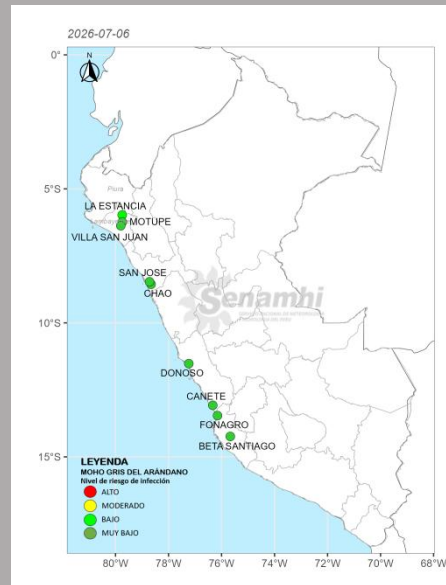 2026-07-06
N
0°
5°S
10°S
15°S
Piura
LA ESTANCIA
MOTUPE
VILLA SAN JUAN
SAN JOSE
CHAO
Senamhi
DONOSO
CAÑETE
FONAGRO
BETA SANTIAGO
LEYENDA
MOHO GRIS DEL ARÁNDANO
Nivel de riesgo de infección
ALTO
MODERADO
BAJO
MUY BAJO
80°W 78°W 76°W 74°W 72°W 70°W 68°W